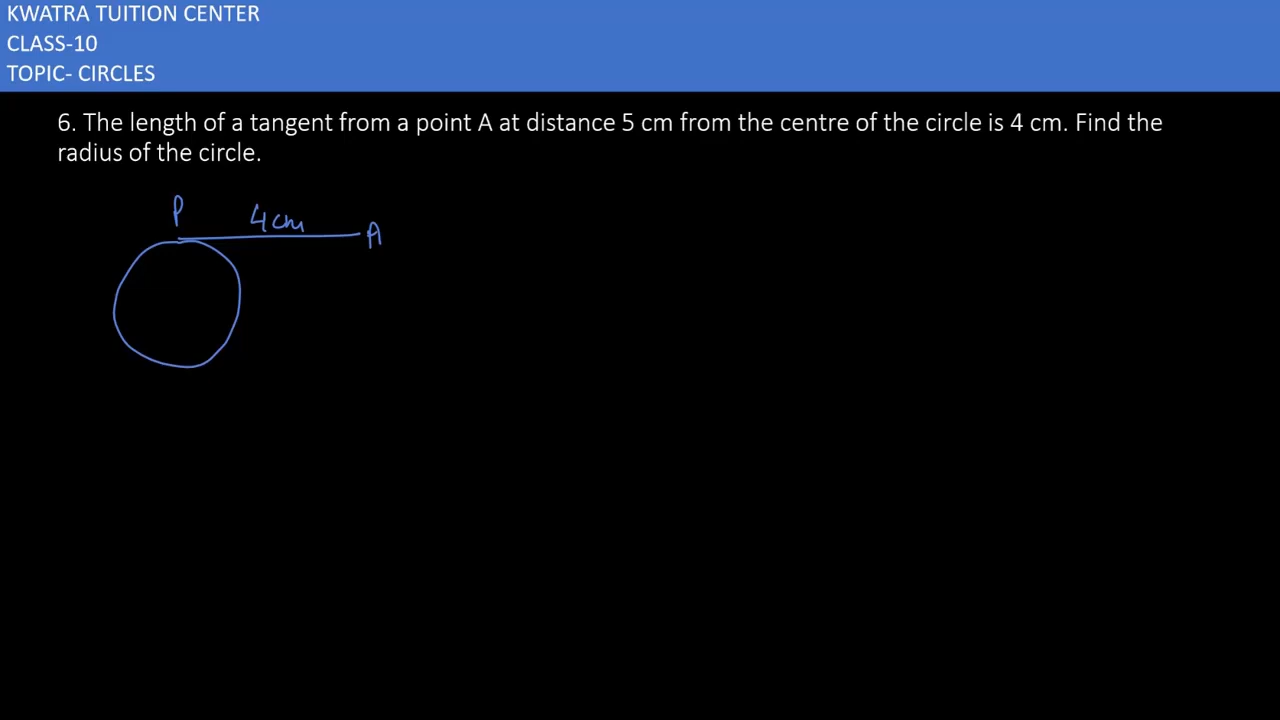 KWATRA TUITION CENTER
CLASS-10
TOPIC- CIRCLES
6. The length of a tangent from a point A at distance 5 cm from the centre of the circle is 4 cm. Find the
radius of the circle.
P
4cm
A